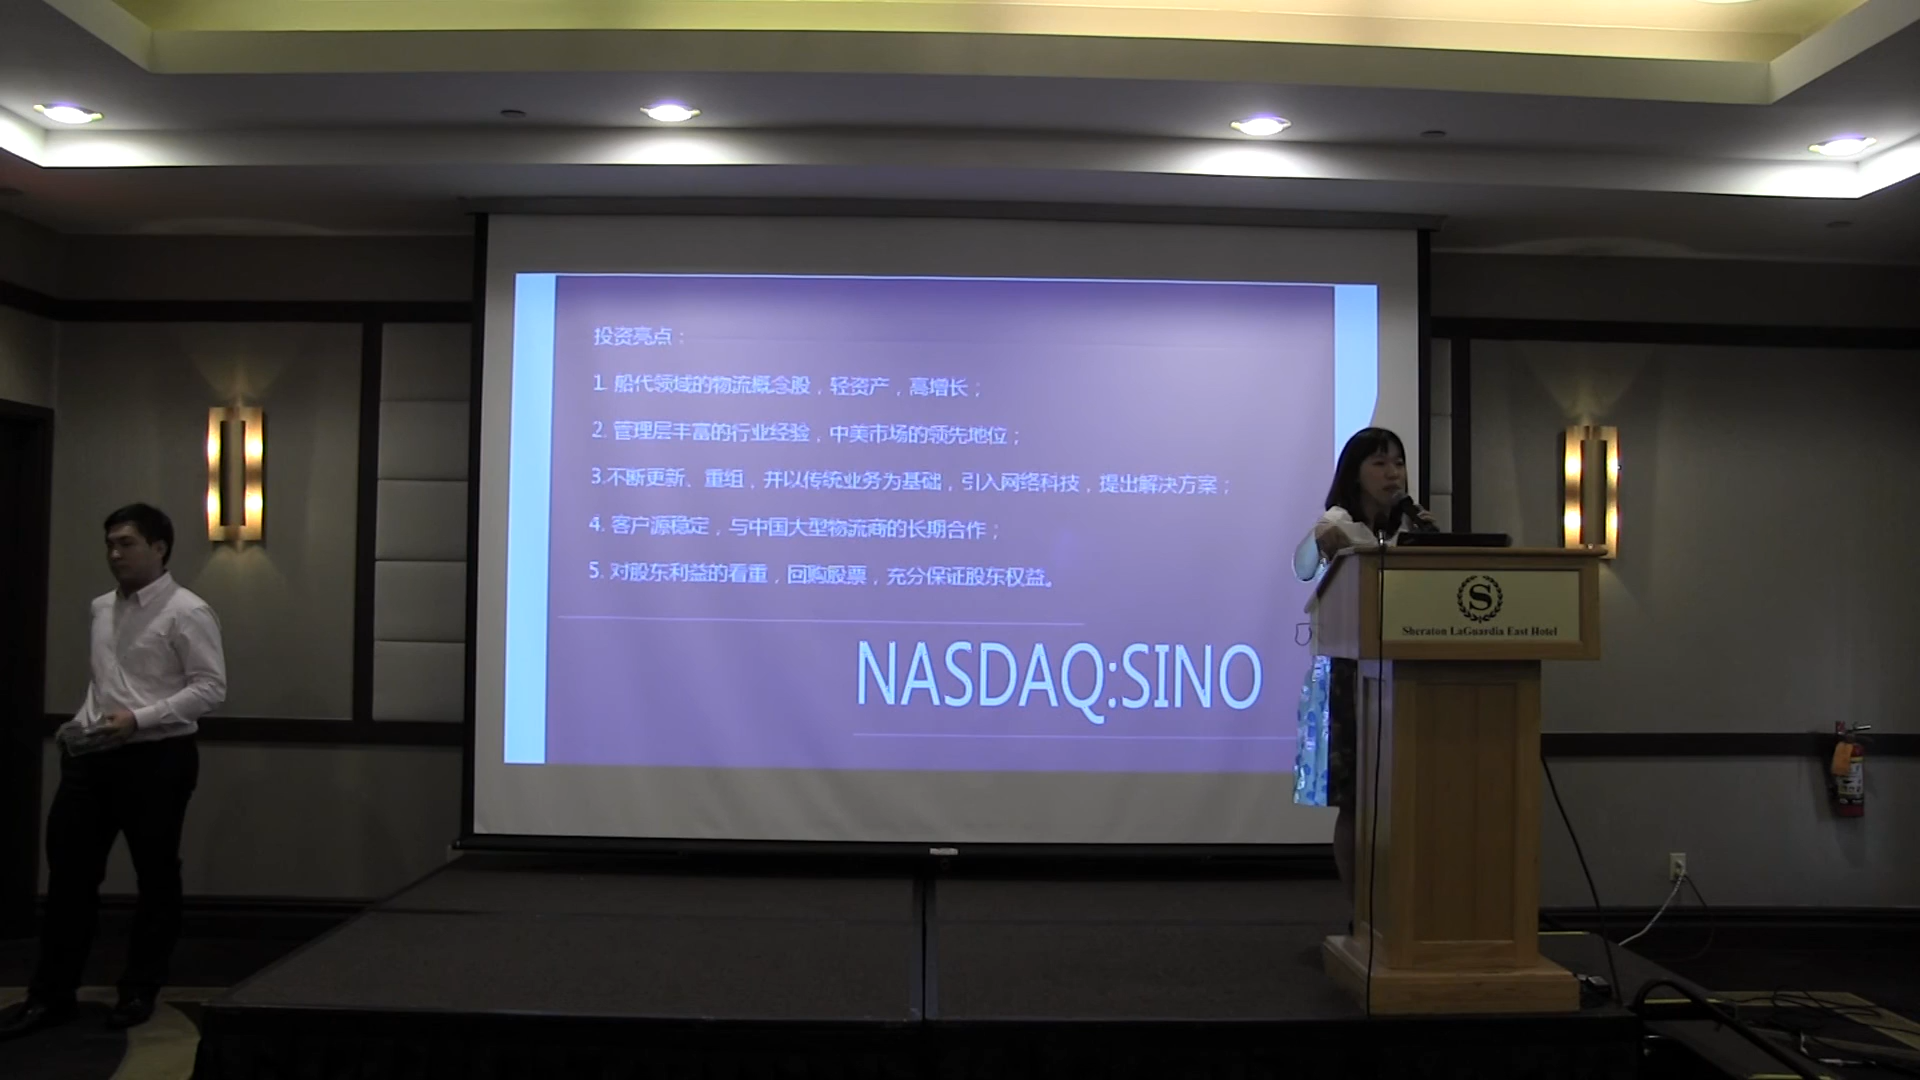 投资亮点：
1. 船代领域的物流概念股，轻资产，高增长；
2. 管理层丰富的行业经验，中美市场的领先地位；
3.不断更新、重组，并以传统业务为基础，引入网络科技，提出解决方案；
4. 客户源稳定，与中国大型物流商的长期合作；
5. 对股东利益的看重，回购股票，充分保证股东权益。
NASDAQ:SINO
S
Sheraton LaGuardia East Hotel